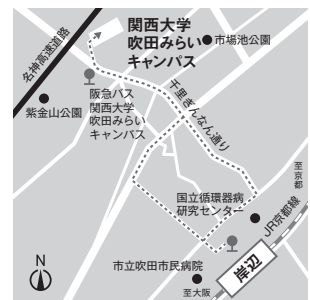 関西大学
吹田みらい
キャンパス
市場池公園
名神高速道路
紫金山公園
阪急バス
関西大学
吹田みらい
キャンパス
千里ぎんなん通り
至京都
国立循環器病
研究センター
JR京都線
市立吹田市民病院
岸辺
至大阪
N